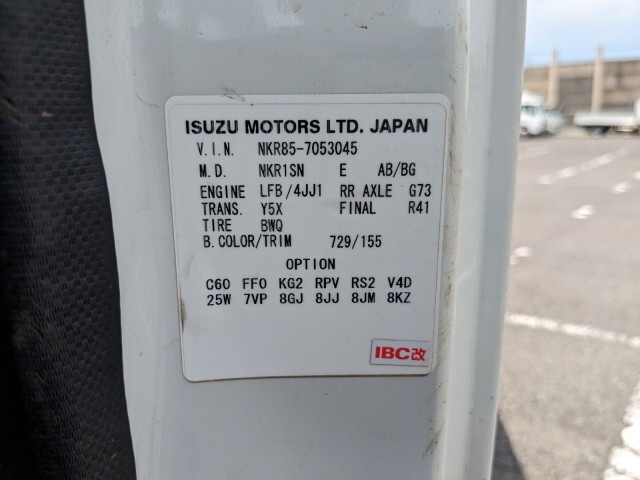 ISUZU MOTORS LTD. JAPAN
V.I.N. NKR85-7053045
M.D. NKR1SN E AB/BG
ENGINE LFB/4JJ1 RR AXLE G73
TRANS. Y5X FINAL R41
TIRE BWQ
B.COLOR/TRIM 729/155
OPTION
C60 FF0 KG2 RPV RS2 V4D
25W 7VP 8GJ 8JJ 8JM 8KZ
IBC改